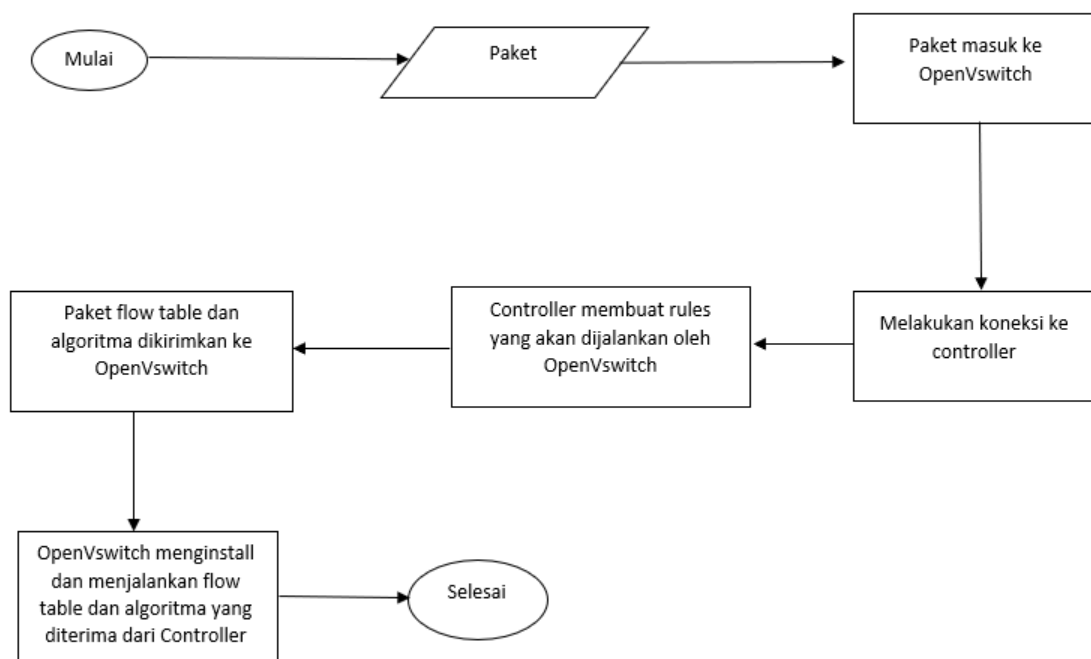 Mulai
Paket
Paket masuk ke
OpenVswitch
Melakukan koneksi ke
controller
Controller membuat rules
yang akan dijalankan oleh
OpenVswitch
Paket flow table dan
algoritma dikirimkan ke
OpenVswitch
OpenVswitch menginstall
dan menjalankan flow
table dan algoritma yang
diterima dari Controller
Selesai